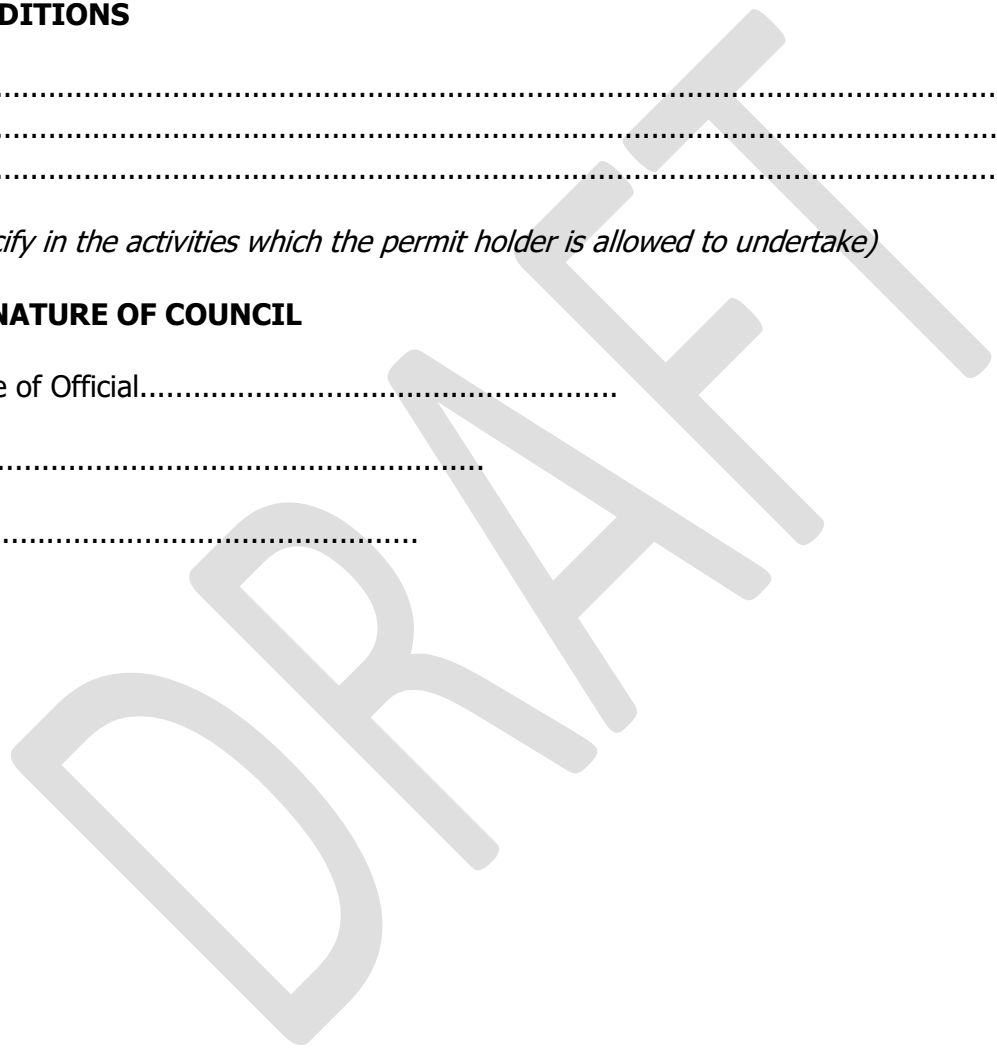 DITIONS
..............................................................................................................
..............................................................................................................
..............................................................................................................
cify in the activities which the permit holder is allowed to undertake)
NATURE OF COUNCIL
e of Official......................................................
......................................................
...............................................
DRAFT